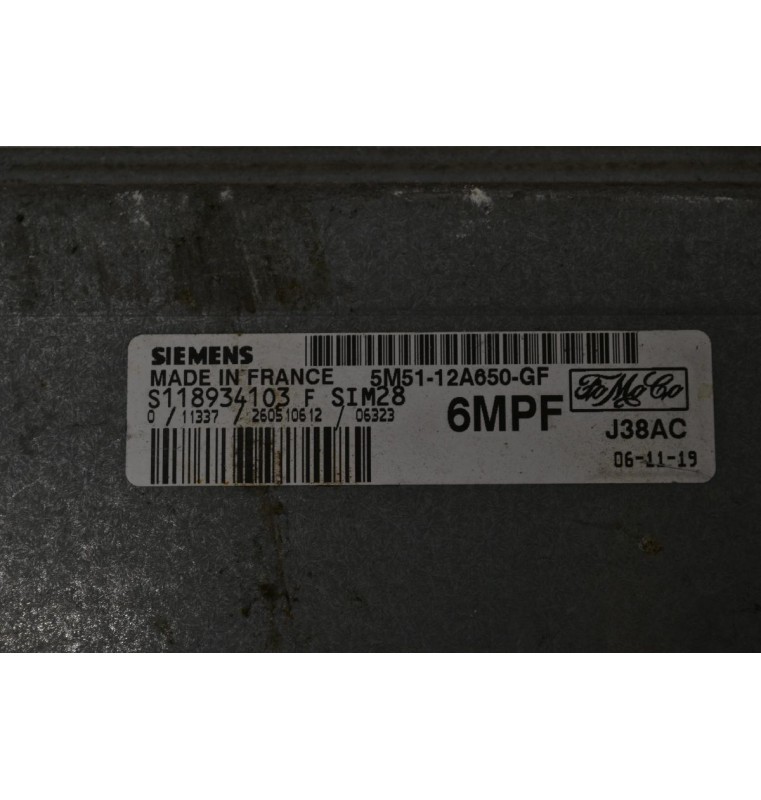 SIEMENS
MADE IN FRANCE 5M51-12A650-GF
S118934103 F SIM28
0 / 11337 / 260510612 / 06323
6MPF
FoMoCo
J38AC
06-11-19